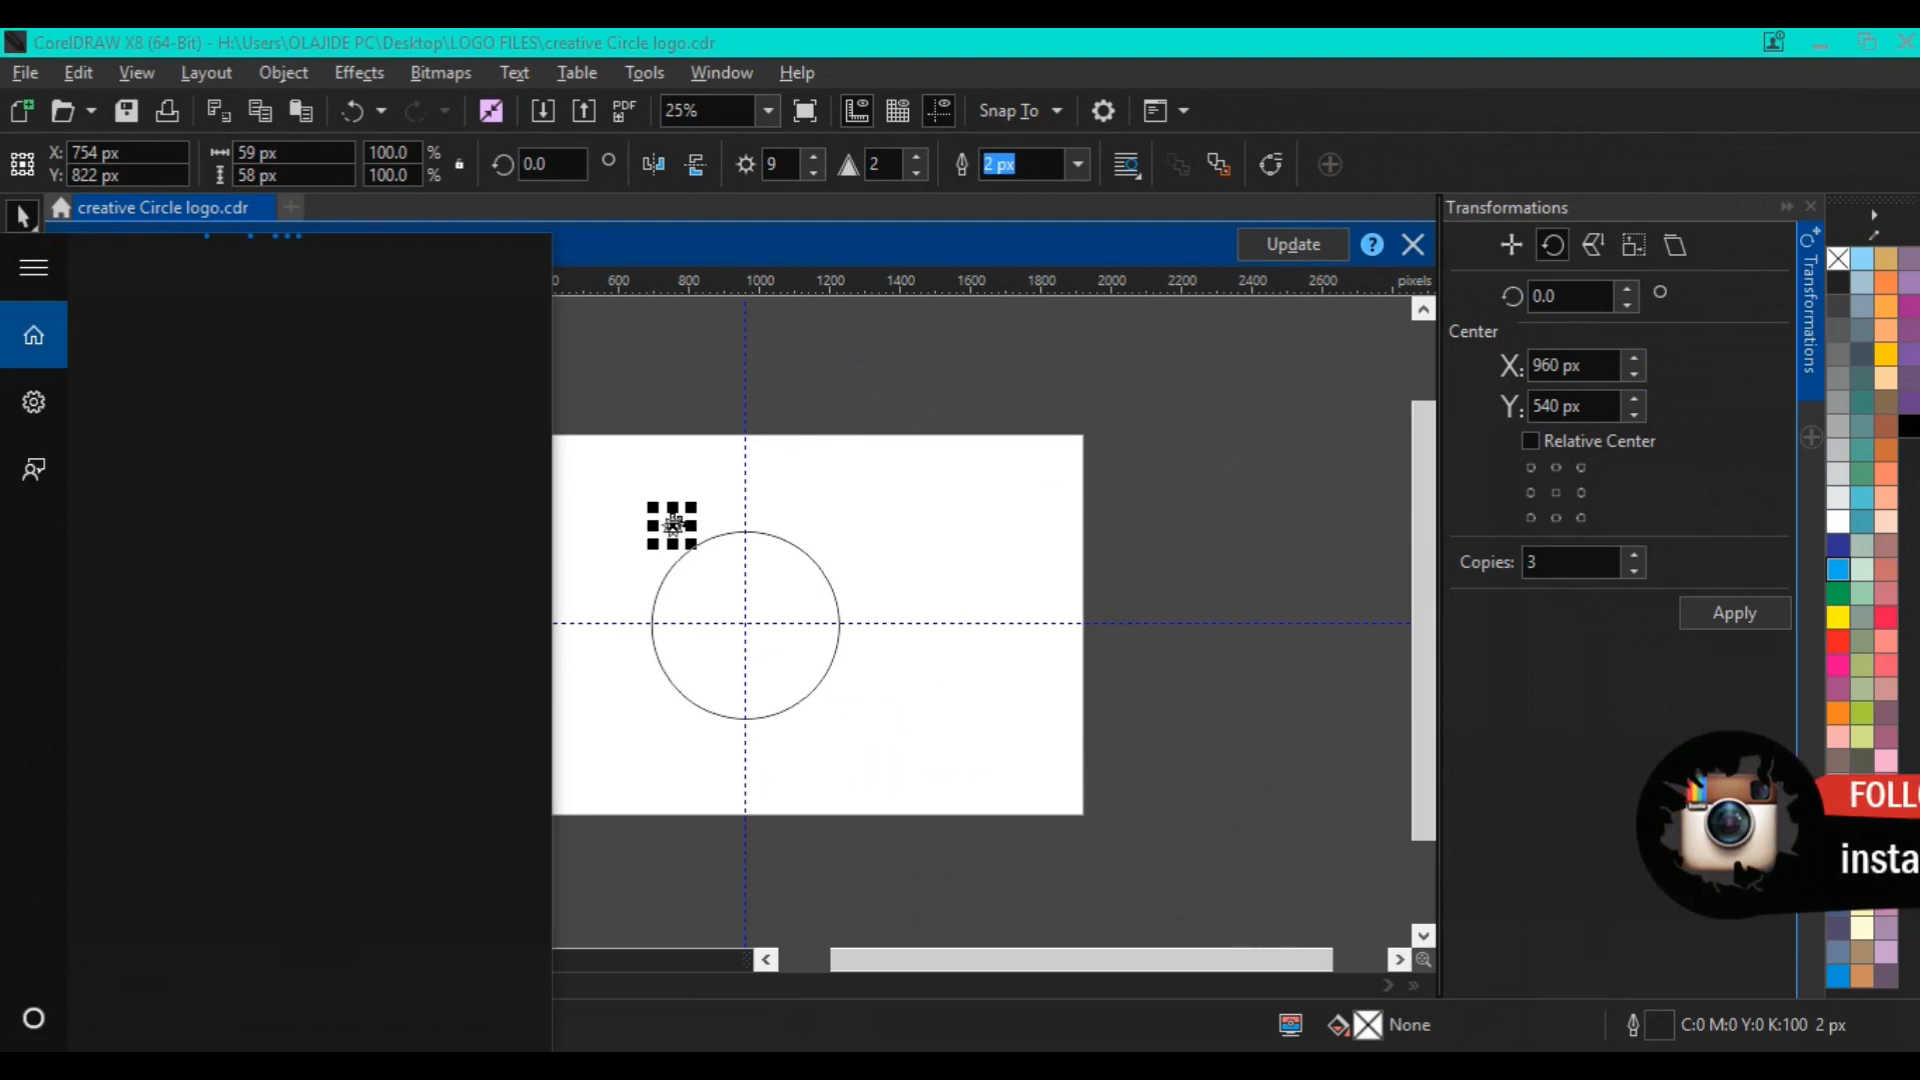 CorelDRAW X8 (64-Bit) - H:\Users\OLAJIDE PC\Desktop\LOGO FILES\creative Circle logo.cdr
File Edit View Layout Object Effects Bitmaps Text Table Tools Window Help
PDF 25% Snap To
X: 754 px 59 px 100.0 % 0.0 9 2 2 px
Y: 822 px 58 px 100.0 %
creative Circle logo.cdr
Transformations
Update ?
0 600 800 1000 1200 1400 1600 1800 2000 2200 2400 2600 pixels
0.0
Center
X: 960 px
Y: 540 px
Relative Center
Copies: 3
Apply
Transformations
FOLL
insta
None
C:0 M:0 Y:0 K:100 2 px